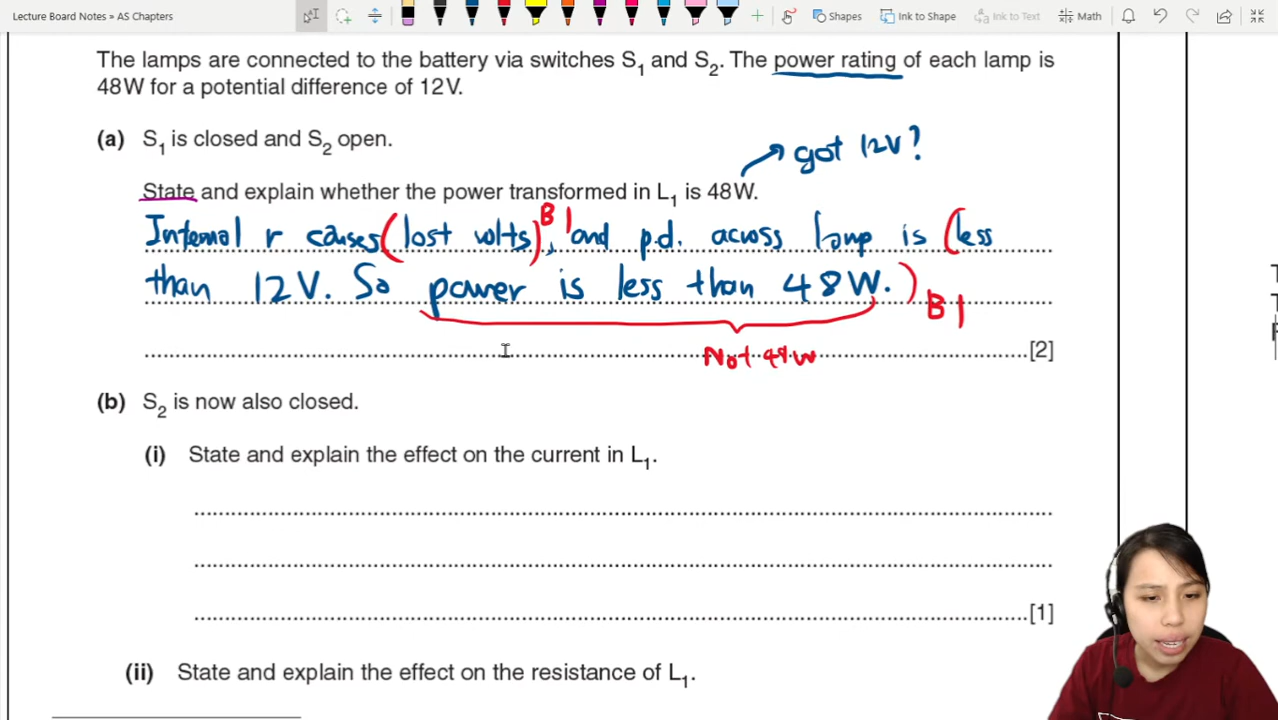 Lecture Board Notes » AS Chapters
Shapes
Ink to Shape
Ink to Text
Math
The lamps are connected to the battery via switches S1 and S2. The power rating of each lamp is
48W for a potential difference of 12V.
(a) S1 is closed and S2 open.
got 12V?
State and explain whether the power transformed in L1 is 48W.
B1
Internal r causes (lost volts), and p.d. across lamp is (less
than 12V. So power is less than 48W.)
B1
Not 48W
[2]
(b) S2 is now also closed.
(i) State and explain the effect on the current in L1.
[1]
(ii) State and explain the effect on the resistance of L1.